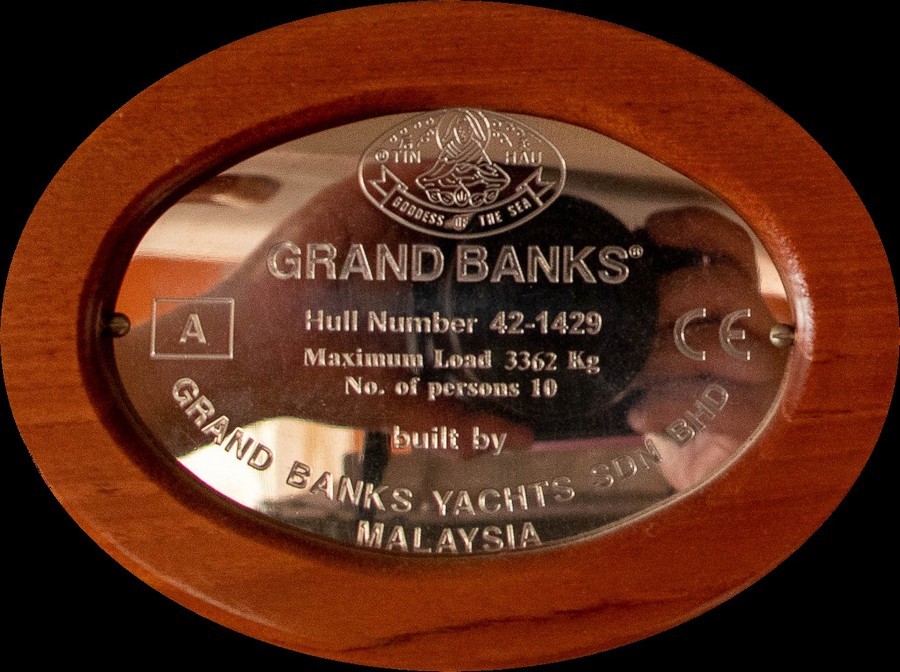 ® TIN HAU
GODDESS OF THE SEA
GRAND BANKS®
Hull Number 42-1429
A
CE
Maximum Load 3362 Kg
No. of persons 10
built by
GRAND BANKS YACHTS SDN BHD
MALAYSIA